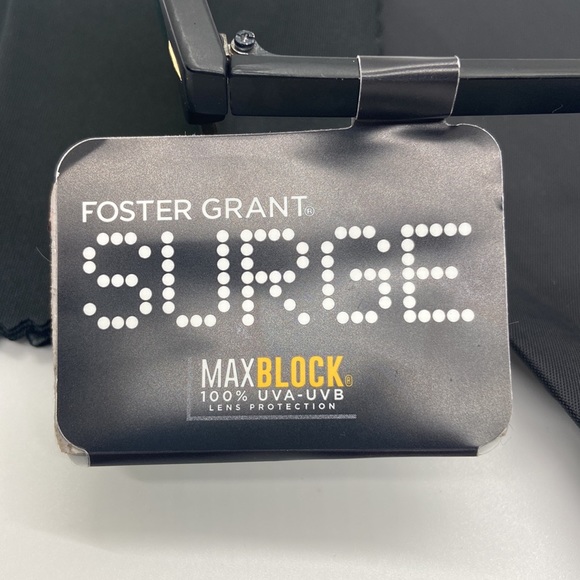 FOSTER GRANT®
SURGE
MAXBLOCK®
100% UVA-UVB
LENS PROTECTION